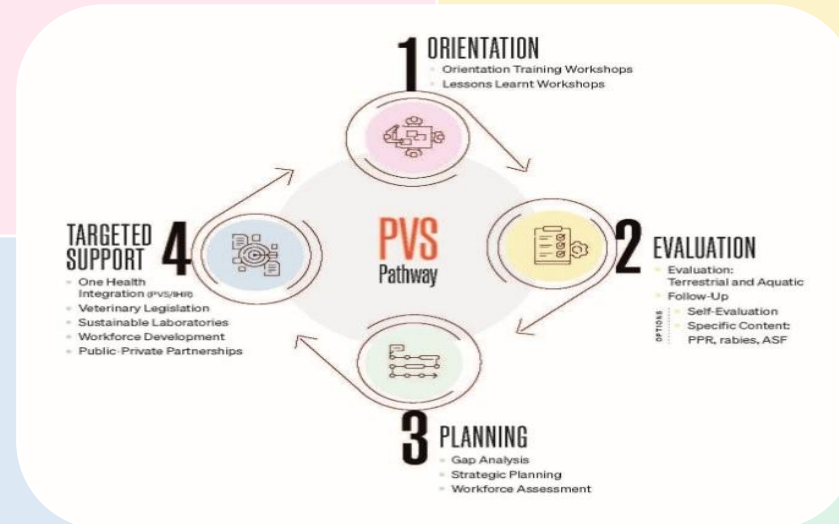 1 ORIENTATION
Orientation Training Workshops
Lessons Learnt Workshops
PVS
Pathway
2 EVALUATION
Evaluation:
Terrestrial and Aquatic
Follow-Up
OPTIONS
Self-Evaluation
Specific Content:
PPR, rabies, ASF
3 PLANNING
Gap Analysis
Strategic Planning
Workforce Assessment
TARGETED
SUPPORT 4
One Health
Integration (PVS/IHR)
Veterinary Legislation
Sustainable Laboratories
Workforce Development
Public-Private Partnerships